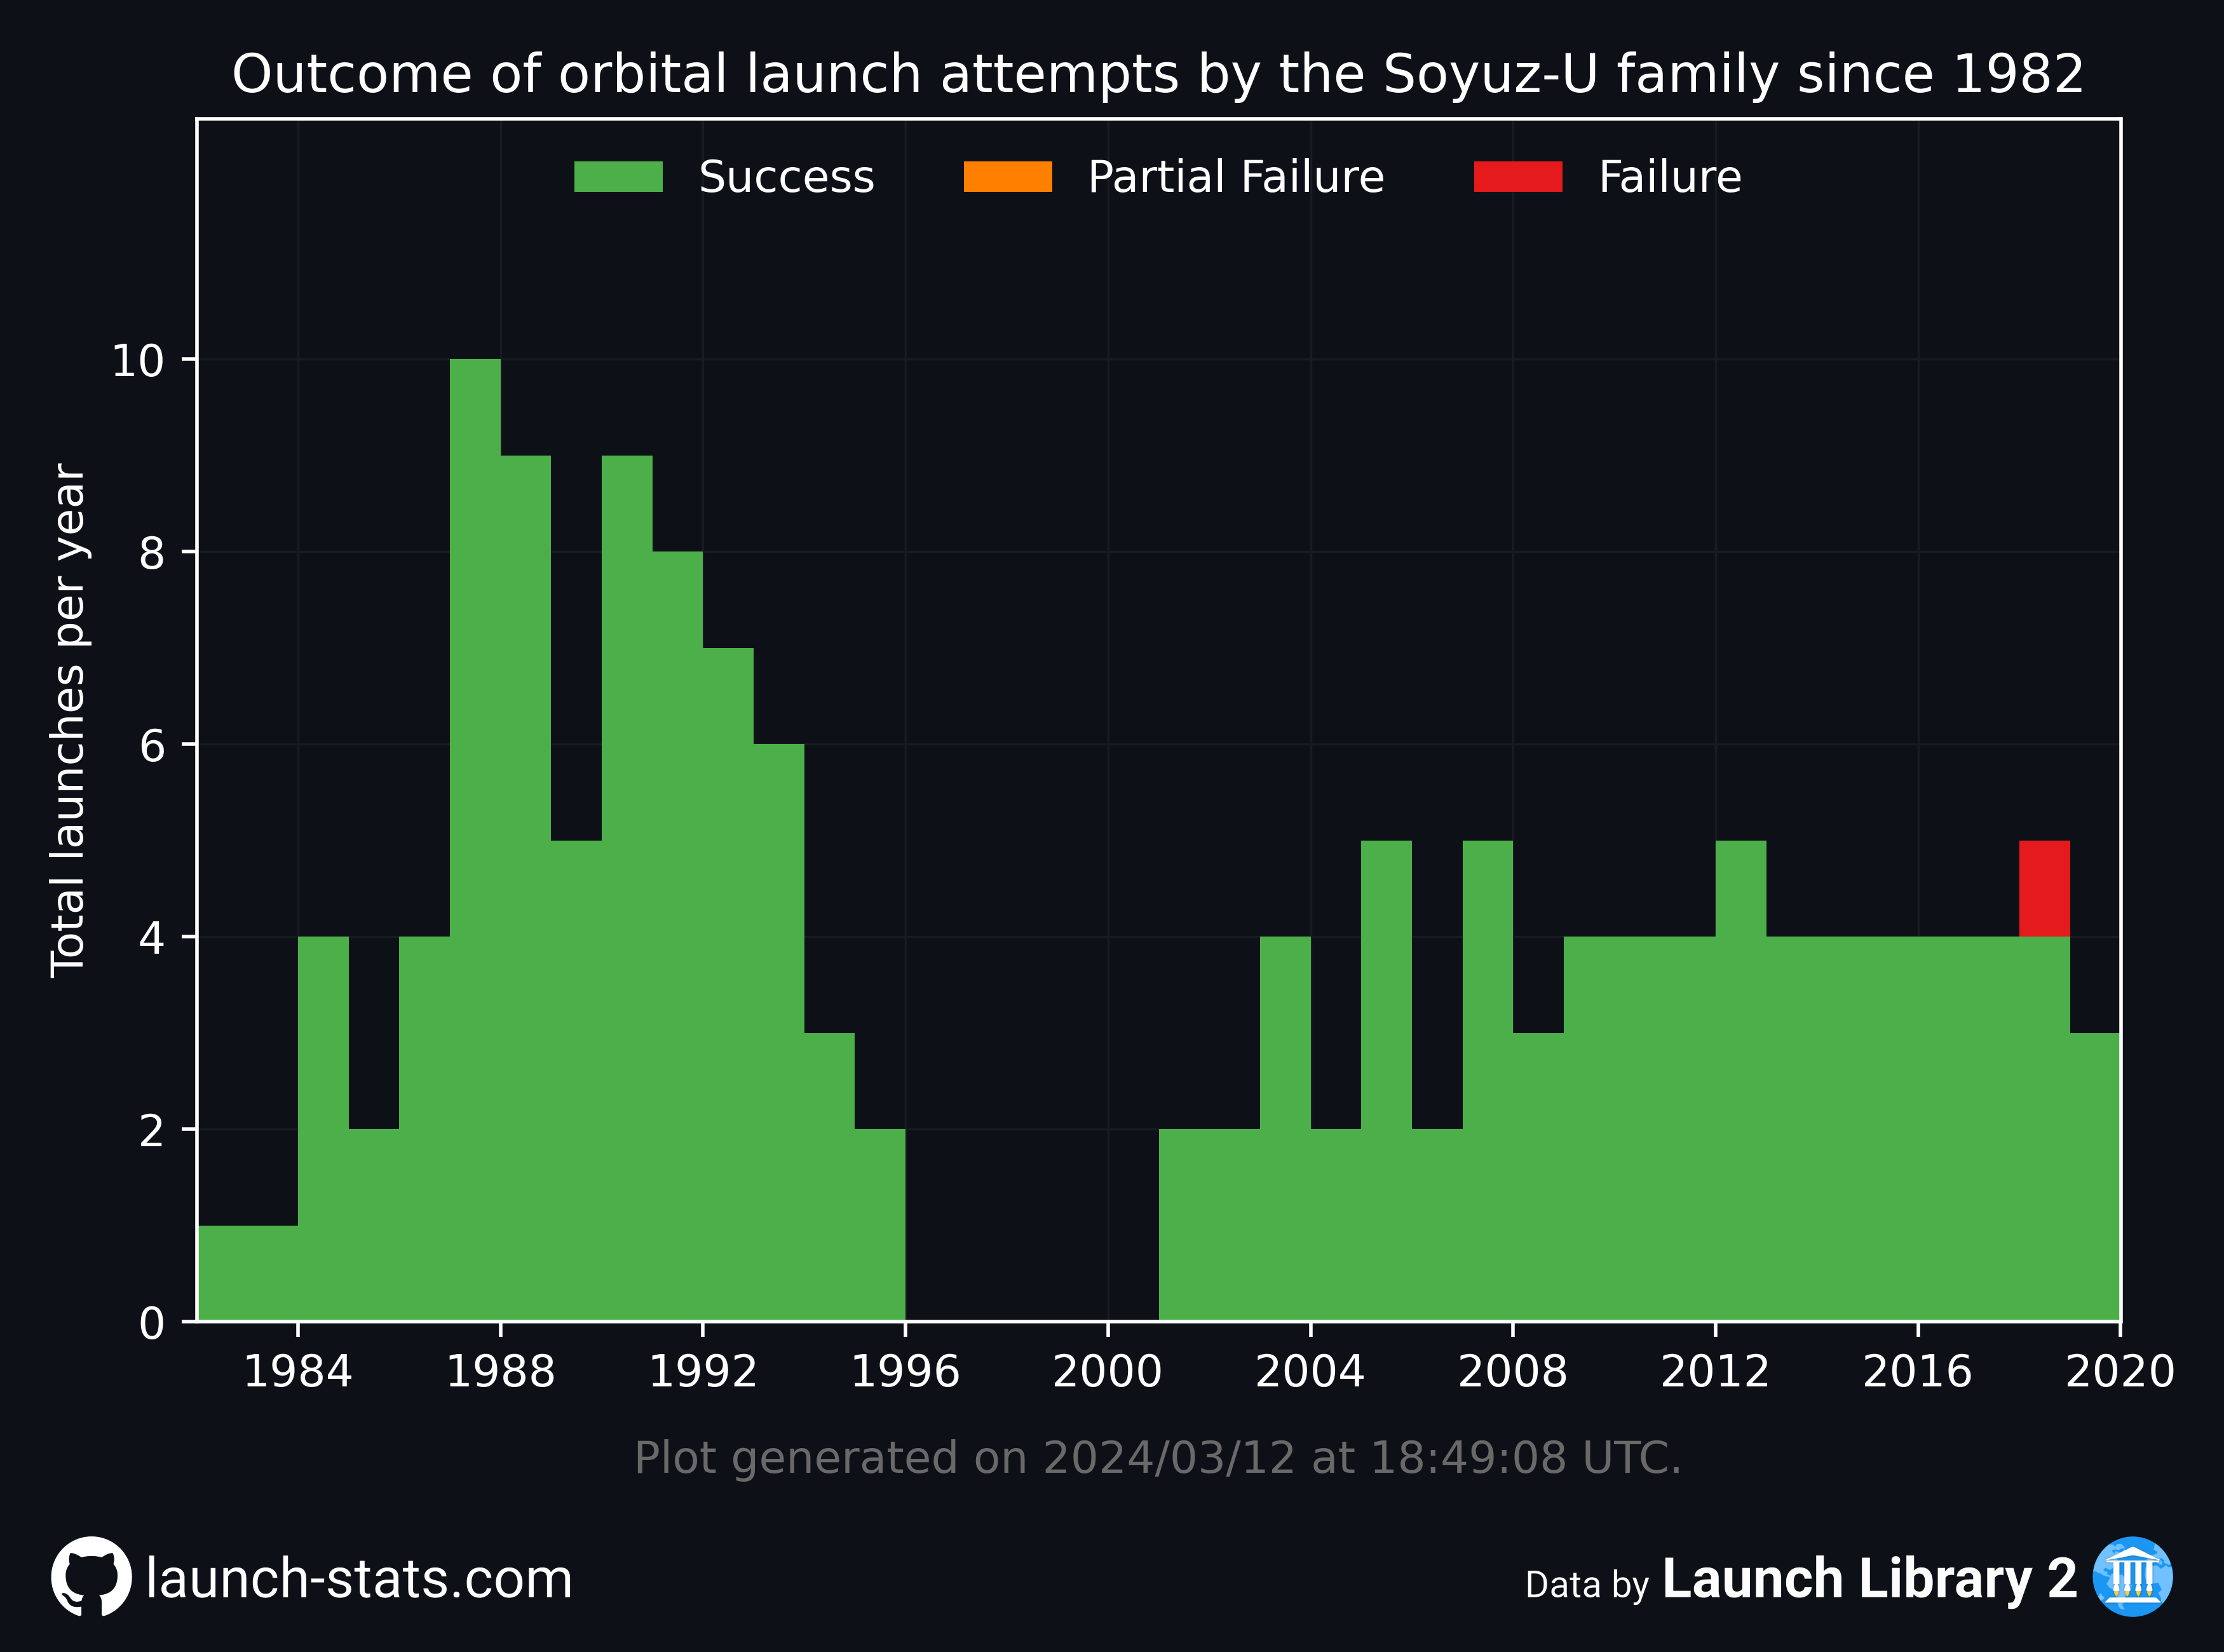 Outcome of orbital launch attempts by the Soyuz-U family since 1982
Success Partial Failure Failure
Total launches per year
10
8
6
4
2
0
1984 1988 1992 1996 2000 2004 2008 2012 2016 2020
Plot generated on 2024/03/12 at 18:49:08 UTC.
launch-stats.com
Data by Launch Library 2